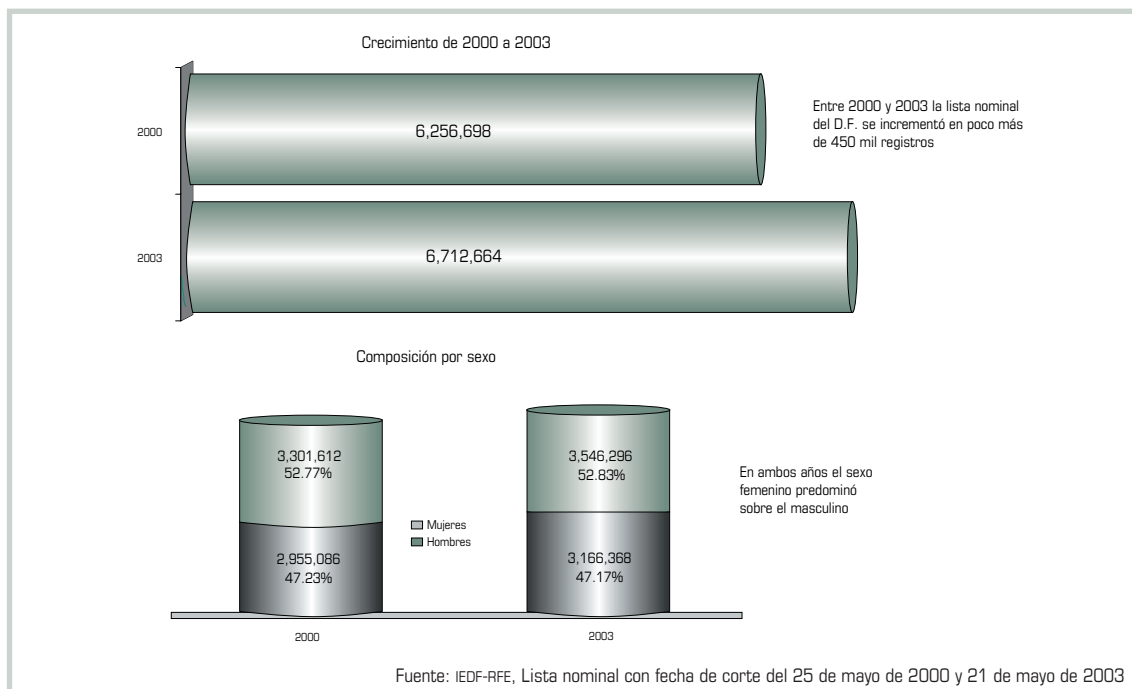 Crecimiento de 2000 a 2003
2000
6,256,698
Entre 2000 y 2003 la lista nominal
del D.F. se incrementó en poco más
de 450 mil registros
2003
6,712,664
Composición por sexo
3,301,612
52.77%
2,955,086
47.23%
Mujeres
Hombres
3,546,296
52.83%
3,166,368
47.17%
En ambos años el sexo
femenino predominó
sobre el masculino
2000
2003
Fuente: IEDF-RFE, Lista nominal con fecha de corte del 25 de mayo de 2000 y 21 de mayo de 2003